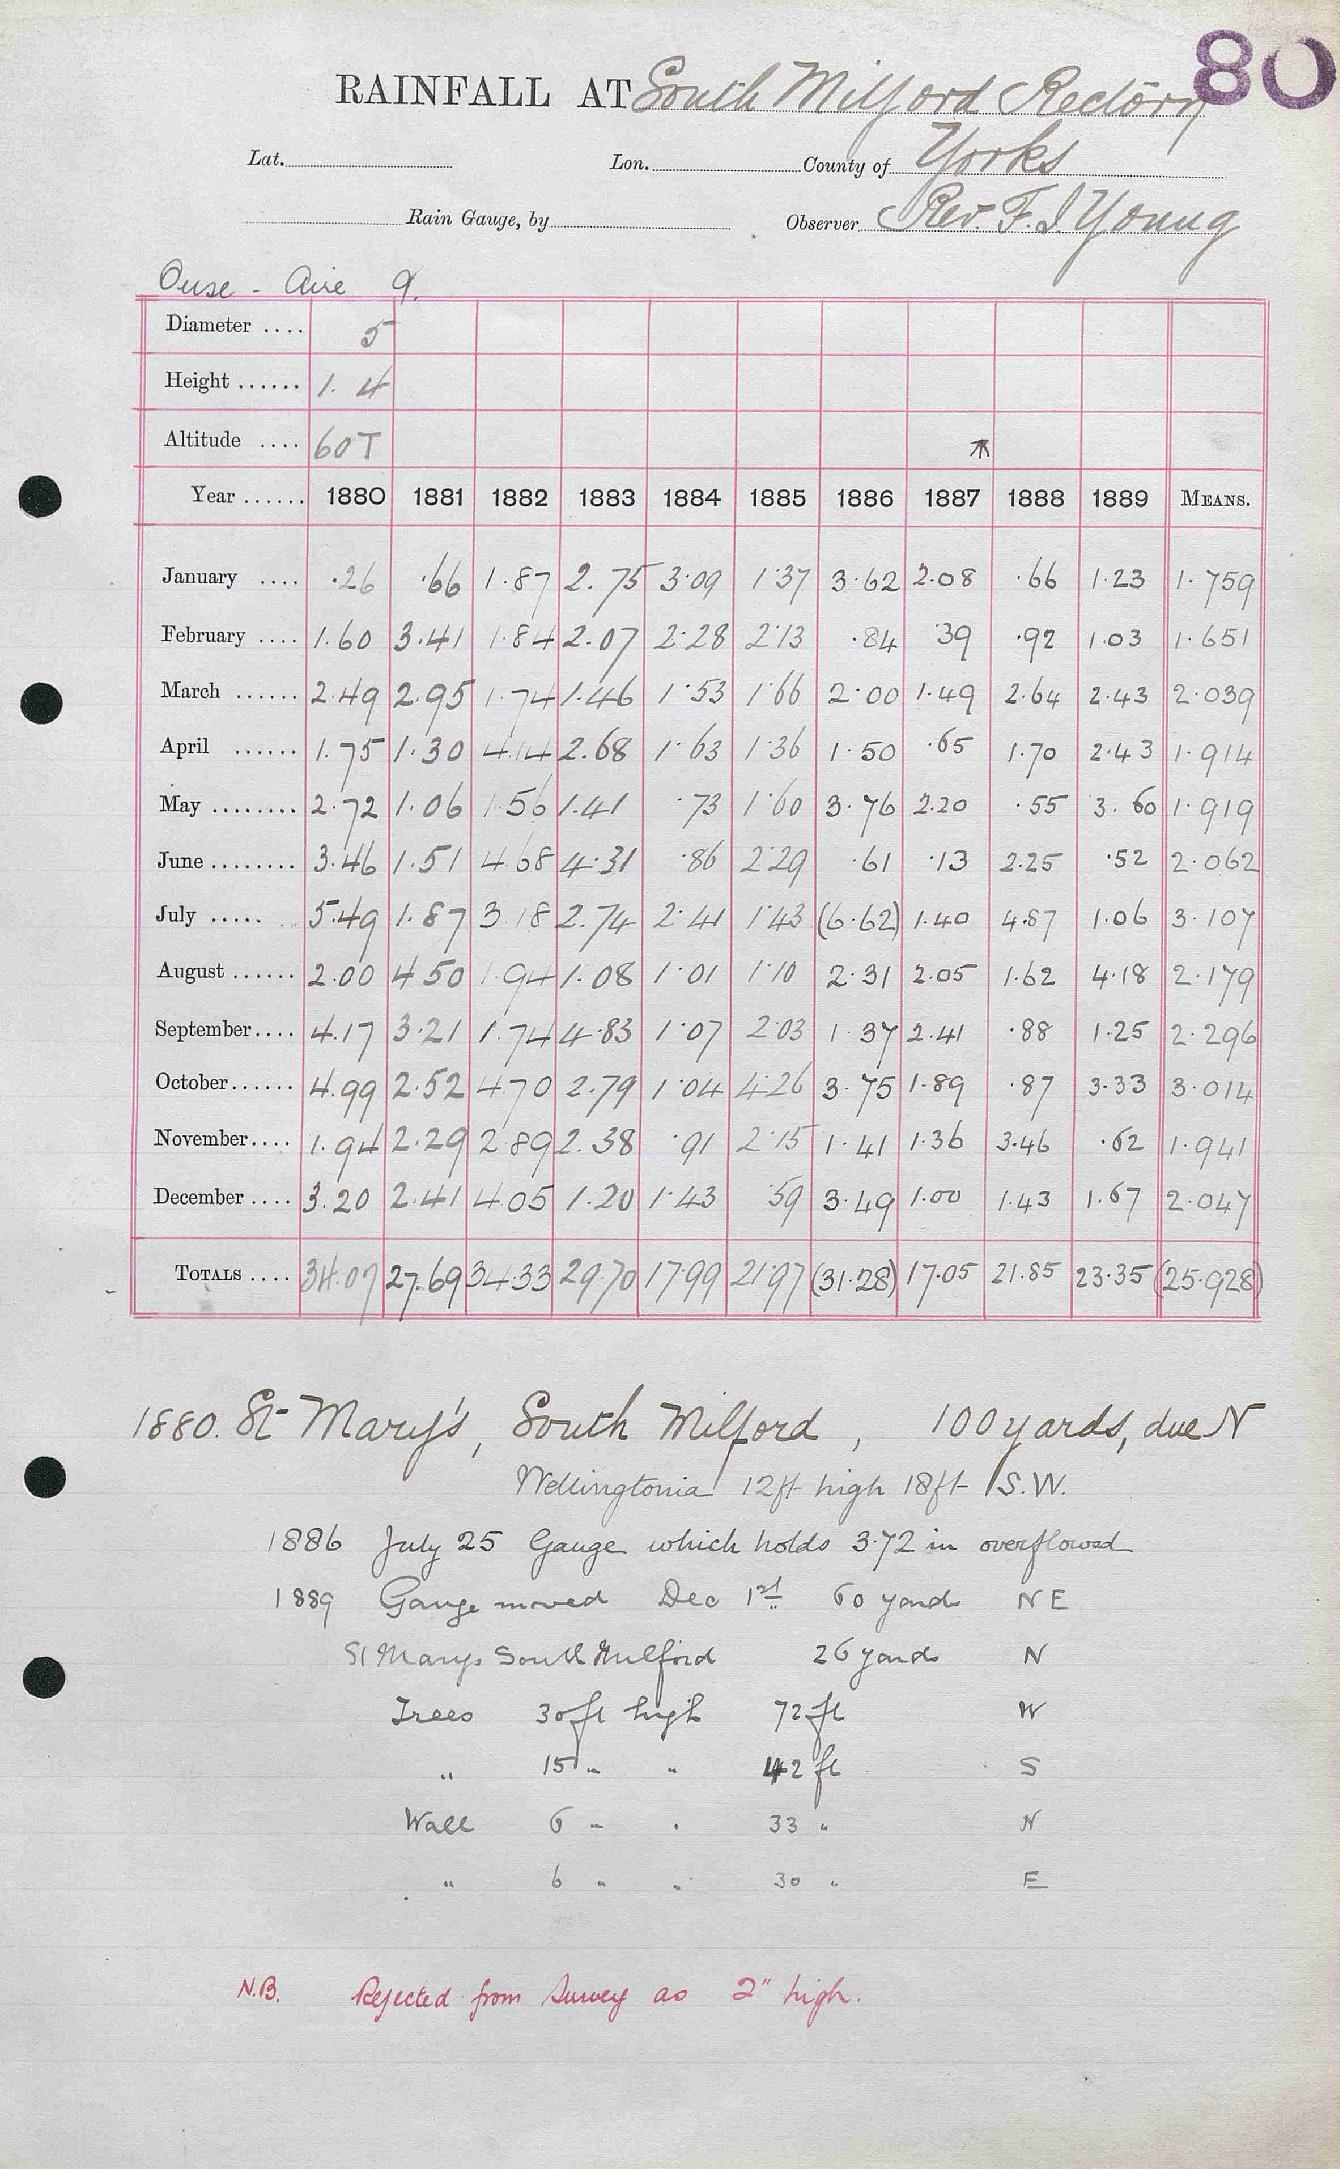 80
RAINFALL AT South Milford Rectory
Lat. Lon. County of Yorks
Rain Gauge, by Observer Rev. F. J. Young
Ouse - Aire 9.
Diameter .... 5
Height ...... 1. 4
Altitude .... 60T
Year ...... 1880 1881 1882 1883 1884 1885 1886 1887 1888 1889 MEANS.
January .... .26 .66 1.87 2.75 3.09 1.37 3.62 2.08 .66 1.23 1.759
February .... 1.60 3.41 1.84 2.07 2.28 2.13 .84 39 .92 1.03 1.651
March ...... 2.49 2.95 1.74 1.46 1.53 1.66 2.00 1.49 2.64 2.43 2.039
April ...... 1.75 1.30 4.14 2.68 1.63 1.36 1.50 .65 1.70 2.43 1.914
May ........ 2.72 1.06 1.56 1.41 .73 1.60 3.76 2.20 .55 3.60 1.919
June ........ 3.46 1.51 4.68 4.31 .86 2.29 .61 .13 2.25 .52 2.062
July ..... 5.49 1.87 3.18 2.74 2.41 1.43 (6.62) 1.40 4.87 1.06 3.107
August ...... 2.00 4.50 1.94 1.08 1.01 1.10 2.31 2.05 1.62 4.18 2.179
September .... 4.17 3.21 1.74 4.83 1.07 2.03 1.37 2.41 .88 1.25 2.296
October ...... 4.99 2.52 4.70 2.79 1.04 4.26 3.75 1.89 .87 3.33 3.014
November .... 1.94 2.29 2.89 2.38 .91 2.15 1.41 1.36 3.46 .62 1.941
December .... 3.20 2.41 4.05 1.20 1.43 .59 3.49 1.00 1.43 1.67 2.047
TOTALS .... 34.07 27.69 34.33 29.70 17.99 21.97 (31.28) 17.05 21.85 23.35 (25.928)
1880. St Mary's, South Milford, 100 yards, due N
Wellingtonia 12ft high 18ft S.W.
1886 July 25 Gauge which holds 3.72 in overflowed
1889 Gauge moved Dec 1st 60 yards NE
St Marys South Milford 26 yards N
Trees 30ft high 72 ft W
" 15 " " 42 ft S
Wall 6 " " 33 " N
" 6 " " 30 " E
N.B. Rejected from Survey as 2" high.